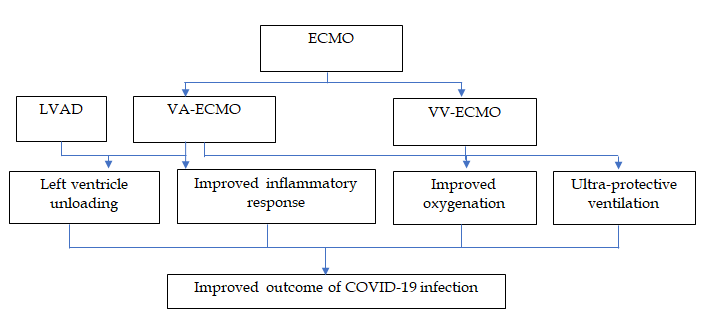 ECMO
LVAD
VA-ECMO
VV-ECMO
Left ventricle
unloading
Improved inflammatory
response
Improved
oxygenation
Ultra-protective
ventilation
Improved outcome of COVID-19 infection